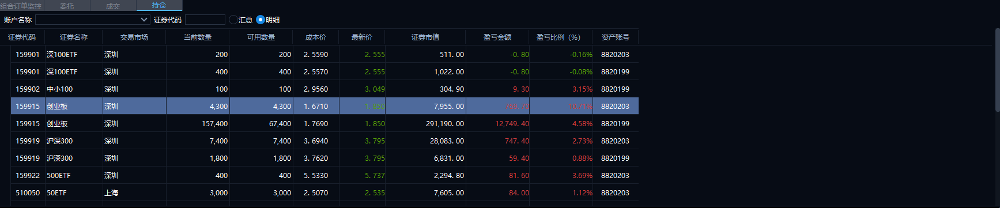 组合订单监控 委托 成交 持仓
账户名称 证券代码 汇总 明细
证券代码 证券名称 交易市场 当前数量 可用数量 成本价 最新价 证券市值 盈亏金额 盈亏比例（%） 资产账号
159901 深100ETF 深圳 200 200 2.5590 2.555 511.00 -0.80 -0.16% 8820203
159901 深100ETF 深圳 400 400 2.5570 2.555 1,022.00 -0.80 -0.08% 8820199
159902 中小100 深圳 100 100 2.9560 3.049 304.90 9.30 3.15% 8820199
159915 创业板 深圳 4,300 4,300 1.6710 1.850 7,955.00 769.70 10.71% 8820203
159915 创业板 深圳 157,400 67,400 1.7690 1.850 291,190.00 12,749.40 4.58% 8820199
159919 沪深300 深圳 7,400 7,400 3.6940 3.795 28,083.00 747.40 2.73% 8820203
159919 沪深300 深圳 1,800 1,800 3.7620 3.795 6,831.00 59.40 0.88% 8820199
159922 500ETF 深圳 400 400 5.5330 5.737 2,294.80 81.60 3.69% 8820203
510050 50ETF 上海 3,000 3,000 2.5070 2.535 7,605.00 84.00 1.12% 8820203